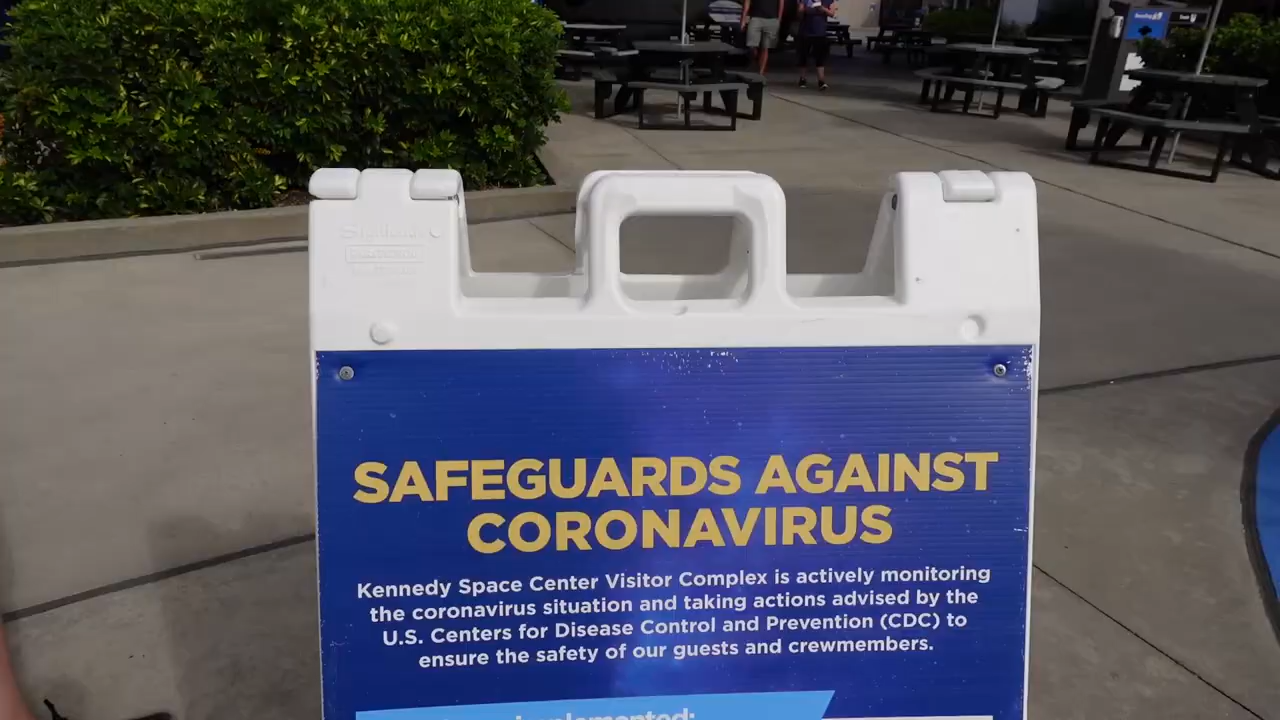 SAFEGUARDS AGAINST
CORONAVIRUS
Kennedy Space Center Visitor Complex is actively monitoring
the coronavirus situation and taking actions advised by the
U.S. Centers for Disease Control and Prevention (CDC) to
ensure the safety of our guests and crewmembers.
implemented: